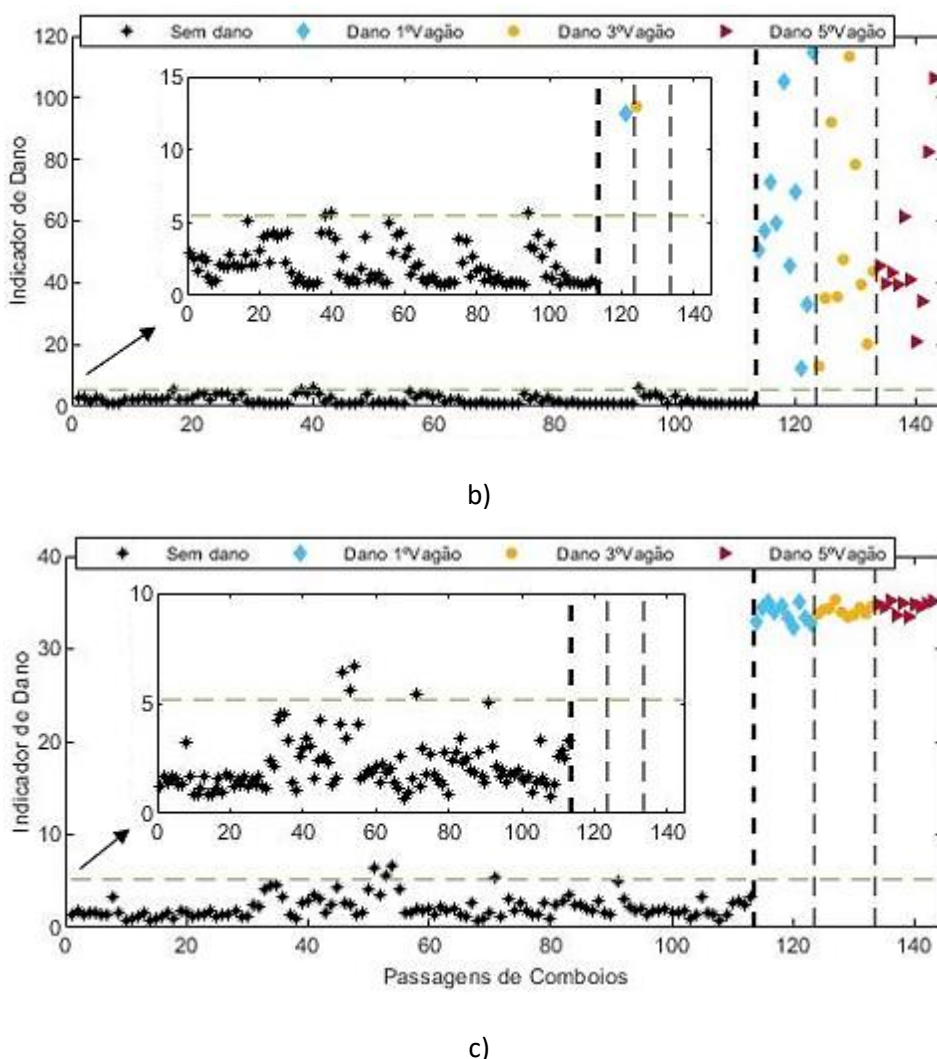 Sem dano Dano 1ºVagão Dano 3ºVagão Dano 5ºVagão
Indicador de Dano
120
100
80
60
40
20
0
15
10
5
0
0 20 40 60 80 100 120 140
0 20 40 60 80 100 120 140
b)
Sem dano Dano 1ºVagão Dano 3ºVagão Dano 5ºVagão
Indicador de Dano
40
30
20
10
0
10
5
0
0 20 40 60 80 100 120 140
0 20 40 60 80 100 120 140
Passagens de Comboios
c)